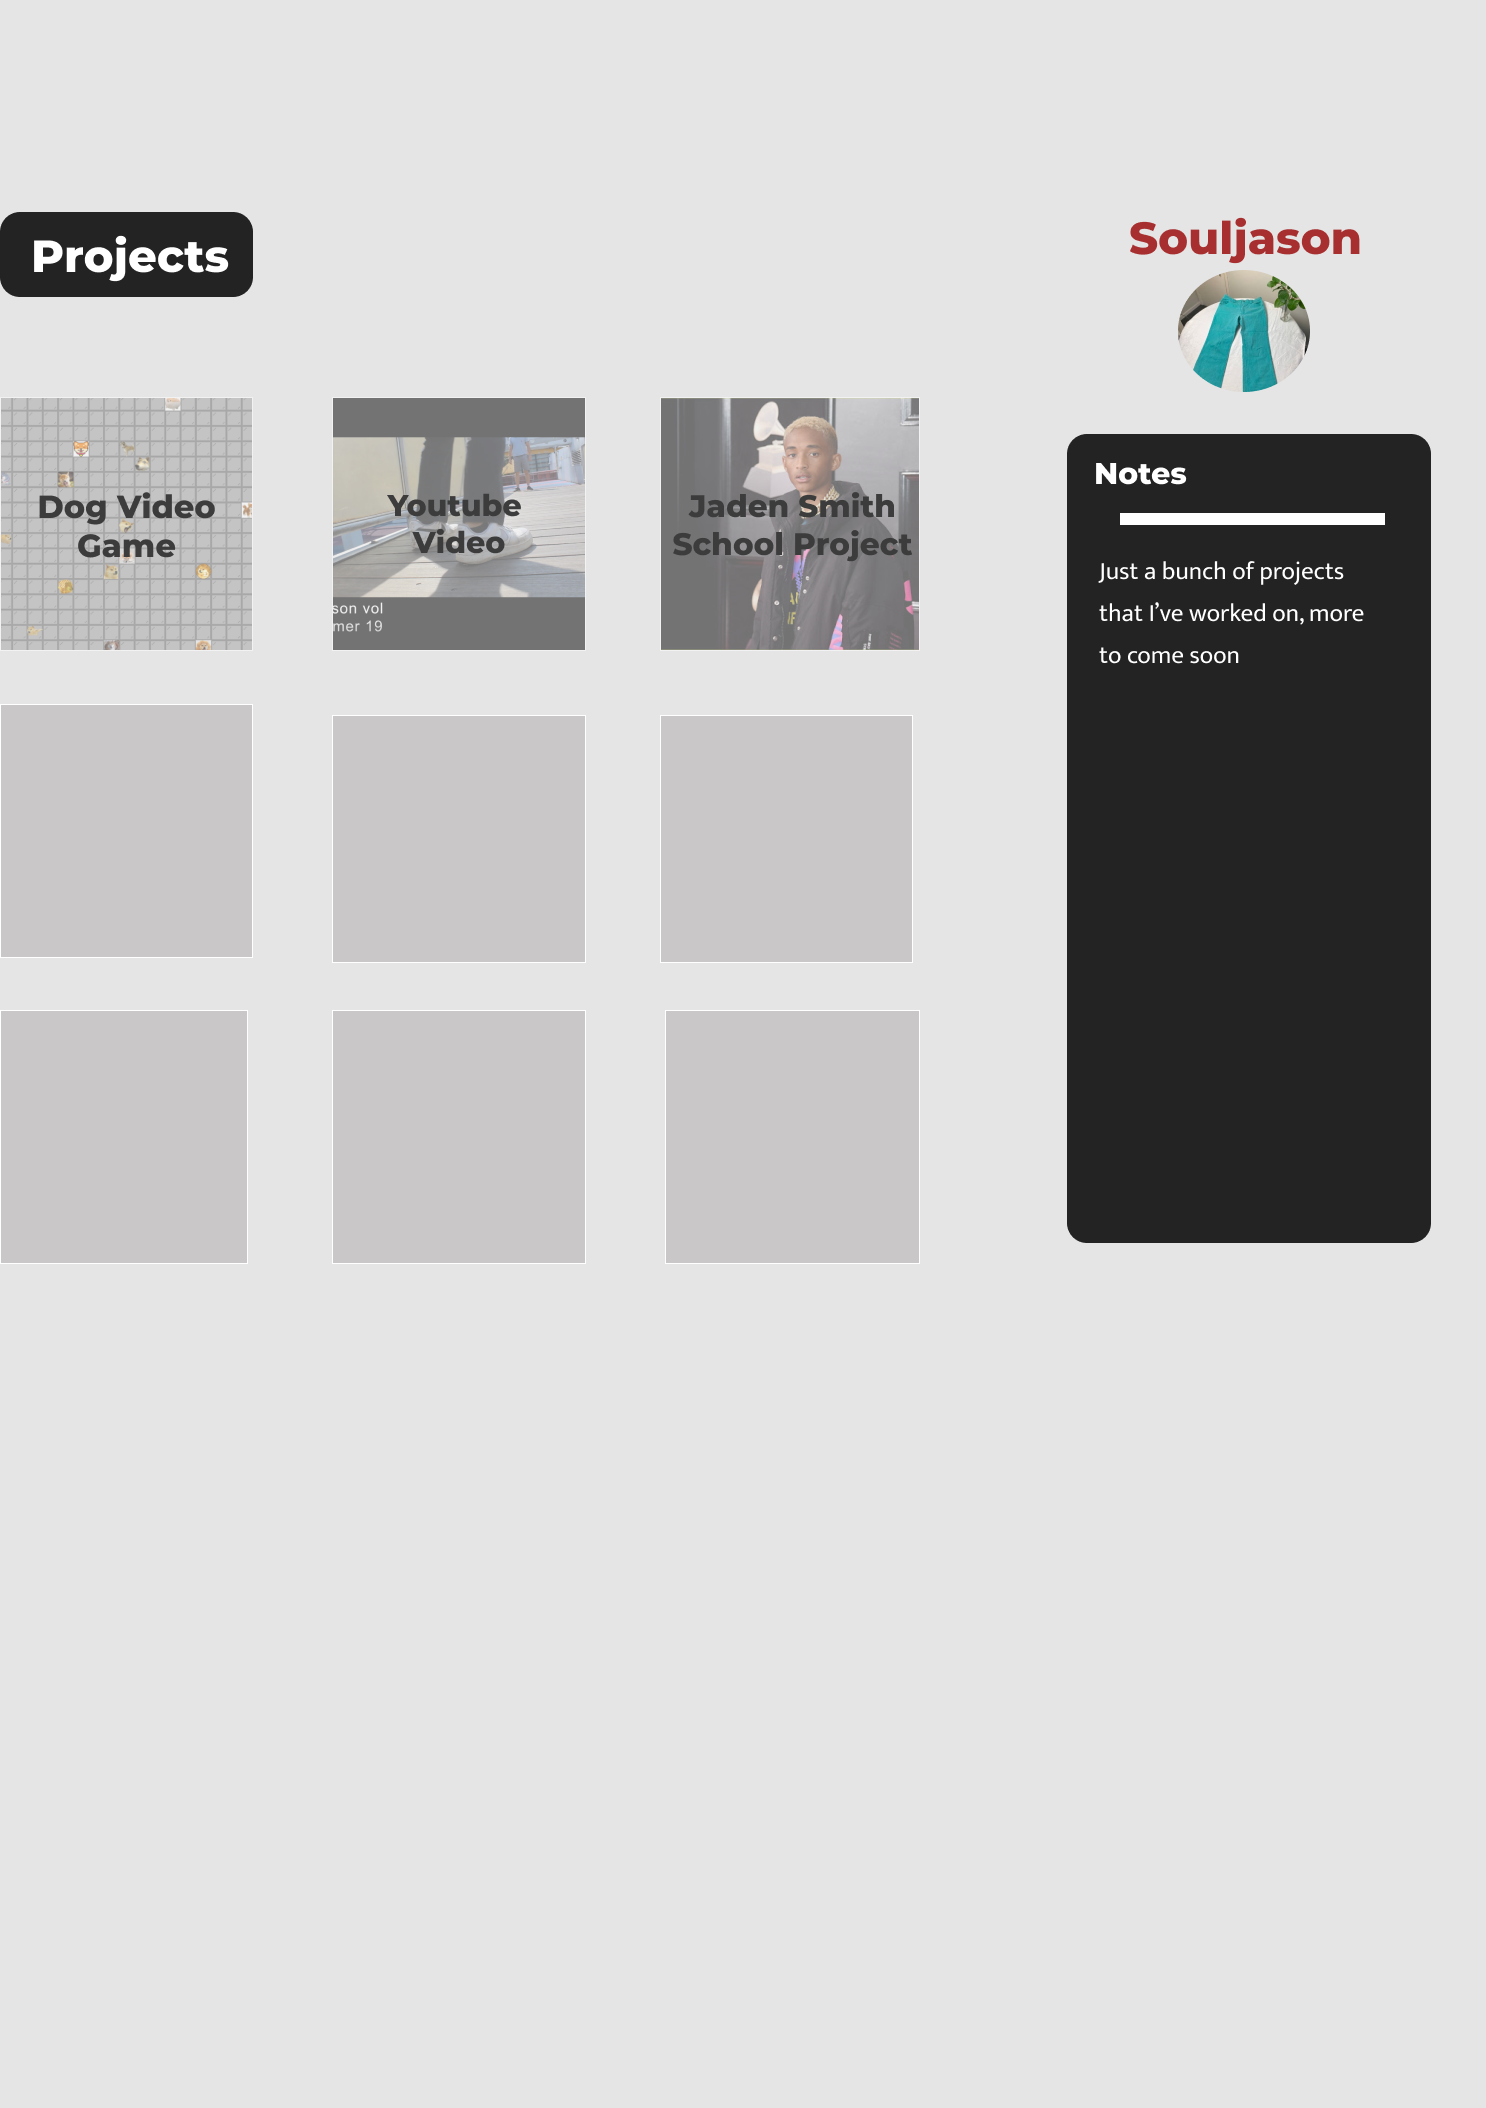 Projects
Souljason
Dog Video
Game
Youtube
Video
son vol
mer 19
Jaden Smith
School Project
Notes
Just a bunch of projects
that I’ve worked on, more
to come soon